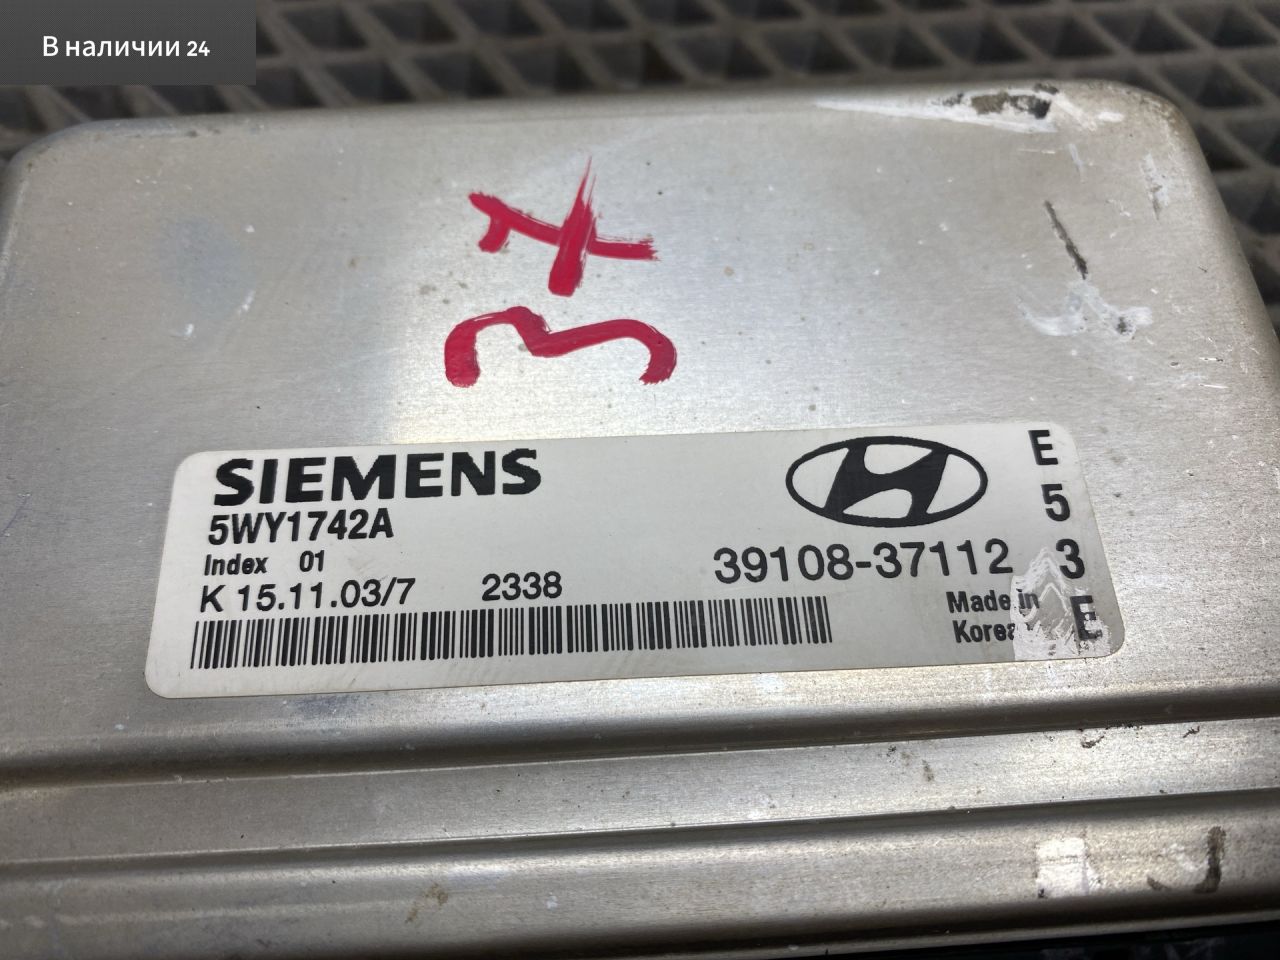 В наличии 24
SIEMENS
5WY1742A
Index 01
K 15.11.03/7 2338
39108-37112
Made in
Korea
E
5
3
E